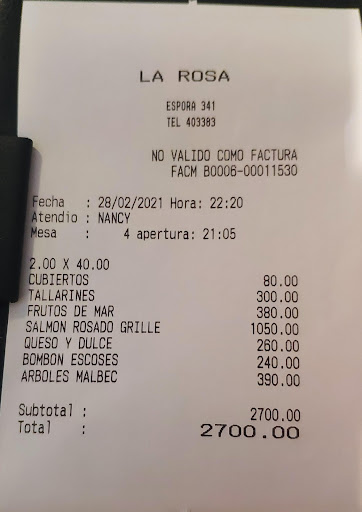 LA ROSA
ESPORA 341
TEL 403383
NO VALIDO COMO FACTURA
FACM B0006-00011530
Fecha : 28/02/2021 Hora: 22:20
Atendio : NANCY
Mesa : 4 apertura: 21:05
2.00 X 40.00
CUBIERTOS 80.00
TALLARINES 300.00
FRUTOS DE MAR 380.00
SALMON ROSADO GRILLE 1050.00
QUESO Y DULCE 260.00
BOMBON ESCOSES 240.00
ARBOLES MALBEC 390.00
Subtotal : 2700.00
Total : 2700.00